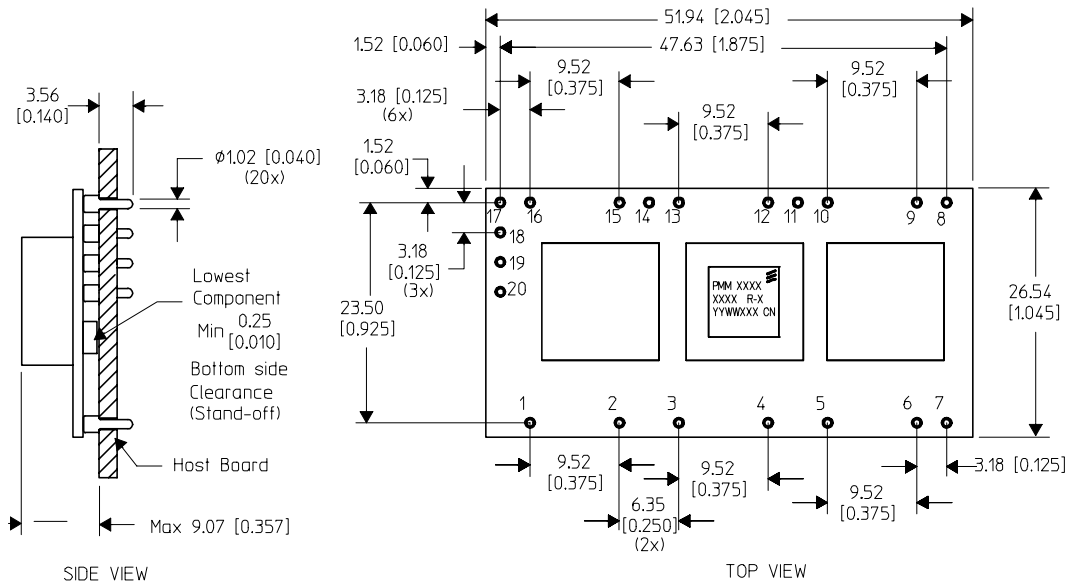 51.94 [2.045]
1.52 [0.060]
47.63 [1.875]
9.52
[0.375]
9.52
[0.375]
3.56
[0.140]
3.18 [0.125]
(6x)
9.52
[0.375]
ø1.02 [0.040]
(20x)
1.52
[0.060]
17
16
15
14
13
12
11
10
9
8
18
19
20
3.18
[0.125]
(3x)
Lowest
Component
Min 0.25
[0.010]
Bottom side
Clearance
(Stand-off)
23.50
[0.925]
PMM XXXX
XXXX R-X
YYWWXXX CN
26.54
[1.045]
1
2
3
4
5
6
7
Host Board
9.52
[0.375]
9.52
[0.375]
3.18 [0.125]
6.35
[0.250]
(2x)
9.52
[0.375]
Max 9.07 [0.357]
SIDE VIEW
TOP VIEW